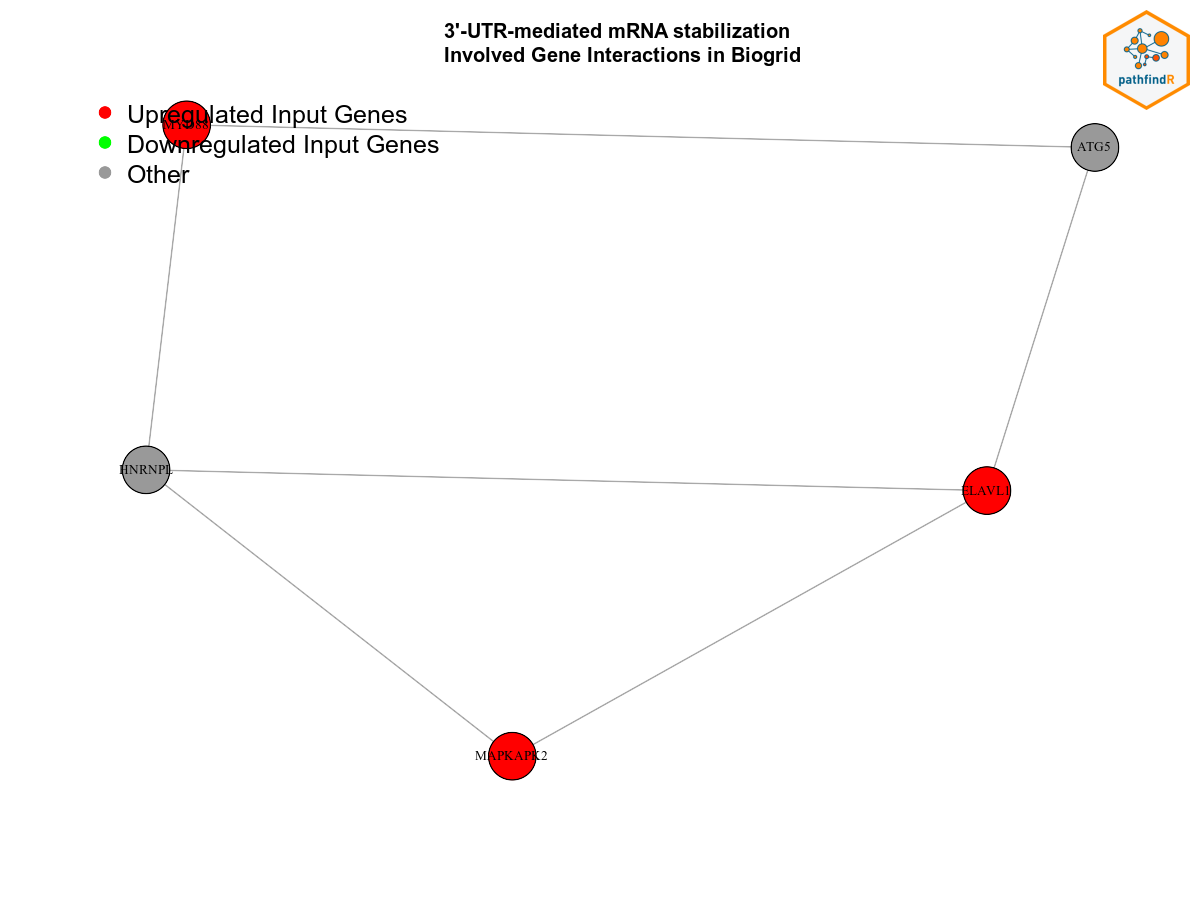 3'-UTR-mediated mRNA stabilization
Involved Gene Interactions in Biogrid
pathfindR
Upregulated Input Genes
MYD88
Downregulated Input Genes
Other
ATG5
HNRNPL
ELAVL1
MAPKAPK2